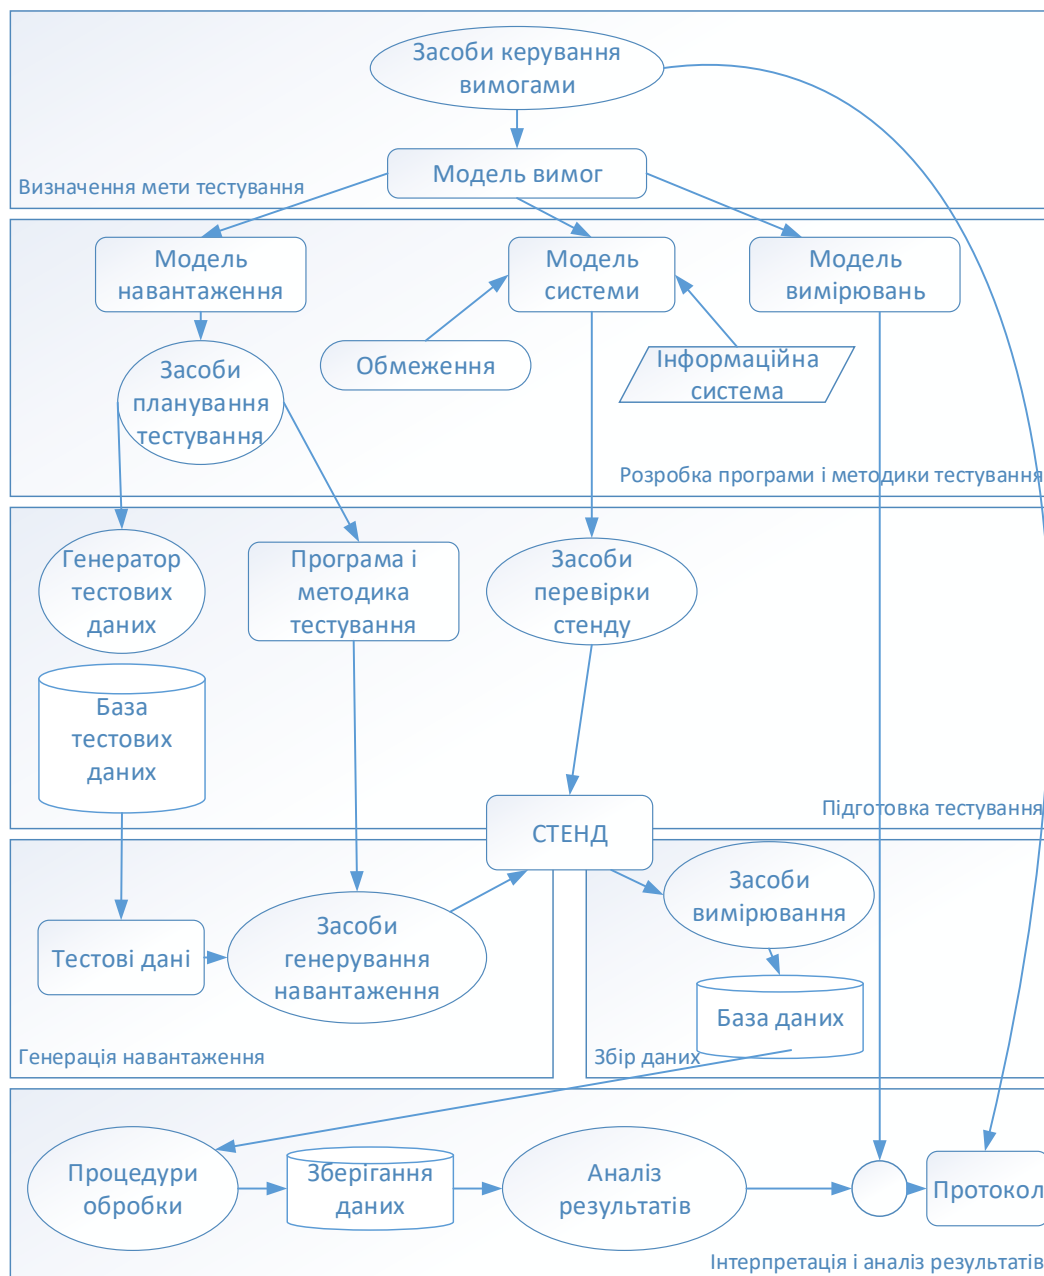 Засоби керування
вимогами
Модель вимог
Визначення мети тестування
Модель
навантаження
Модель
системи
Модель
вимірювань
Обмеження
Інформаційна
система
Засоби
планування
тестування
Розробка програми і методики тестування
Генератор
тестових
даних
Програма і
методика
тестування
Засоби
перевірки
стенду
База
тестових
даних
Підготовка тестування
СТЕНД
Засоби
вимірювання
Тестові дані
Засоби
генерування
навантаження
База даних
Генерація навантаження
Збір даних
Процедури
обробки
Зберігання
даних
Аналіз
результатів
Протокол
Інтерпретація і аналіз результатів